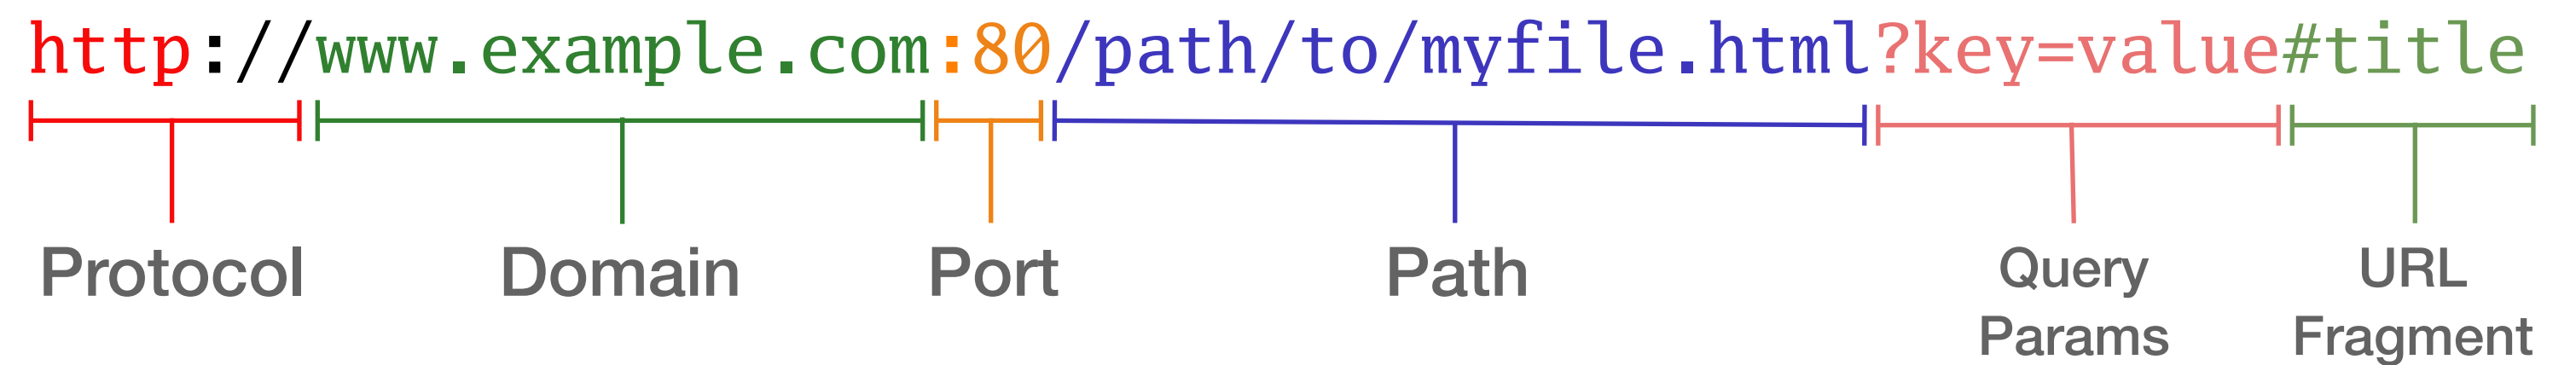 http://www.example.com:80/path/to/myfile.html?key=value#title
Protocol Domain Port Path Query Params URL Fragment